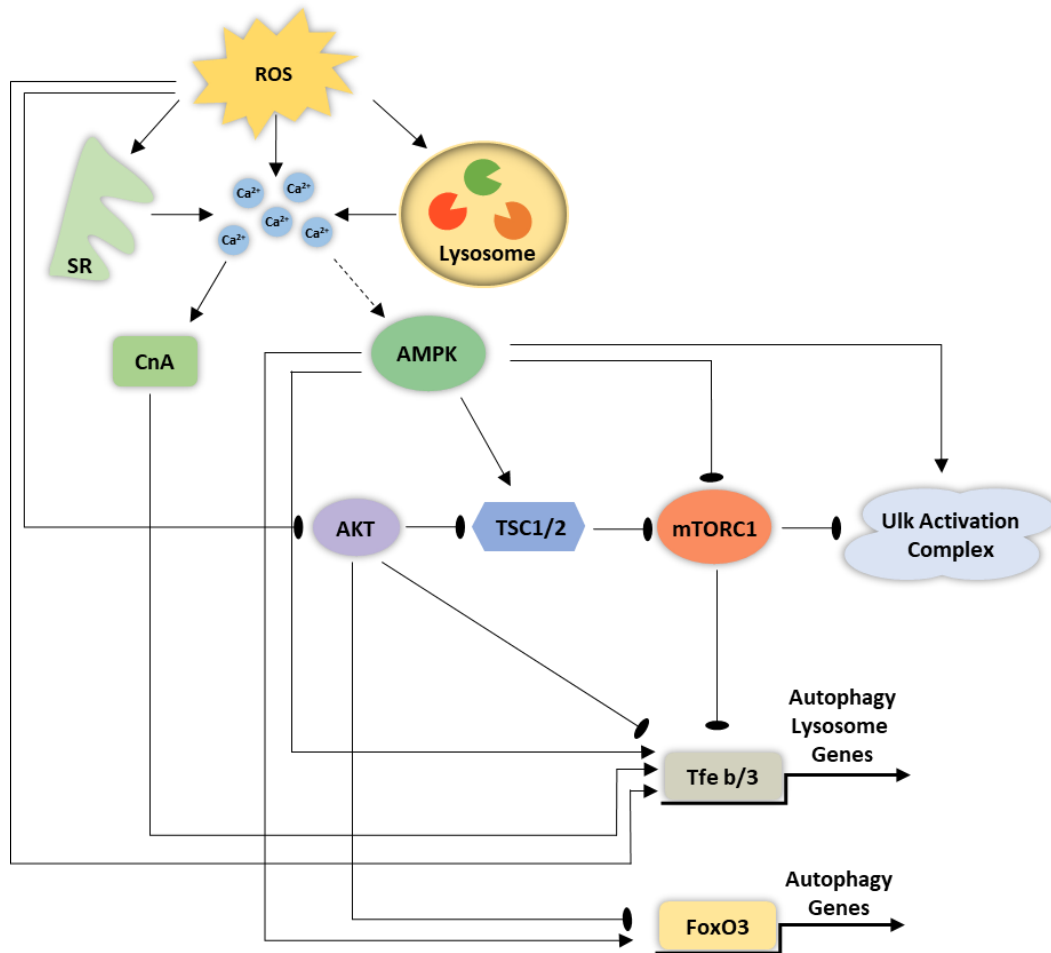 ROS
Ca²⁺
Ca²⁺
Ca²⁺
Ca²⁺
Ca²⁺
SR
Lysosome
CnA
AMPK
AKT
TSC1/2
mTORC1
Ulk Activation
Complex
Autophagy
Lysosome
Genes
Tfe b/3
Autophagy
Genes
FoxO3